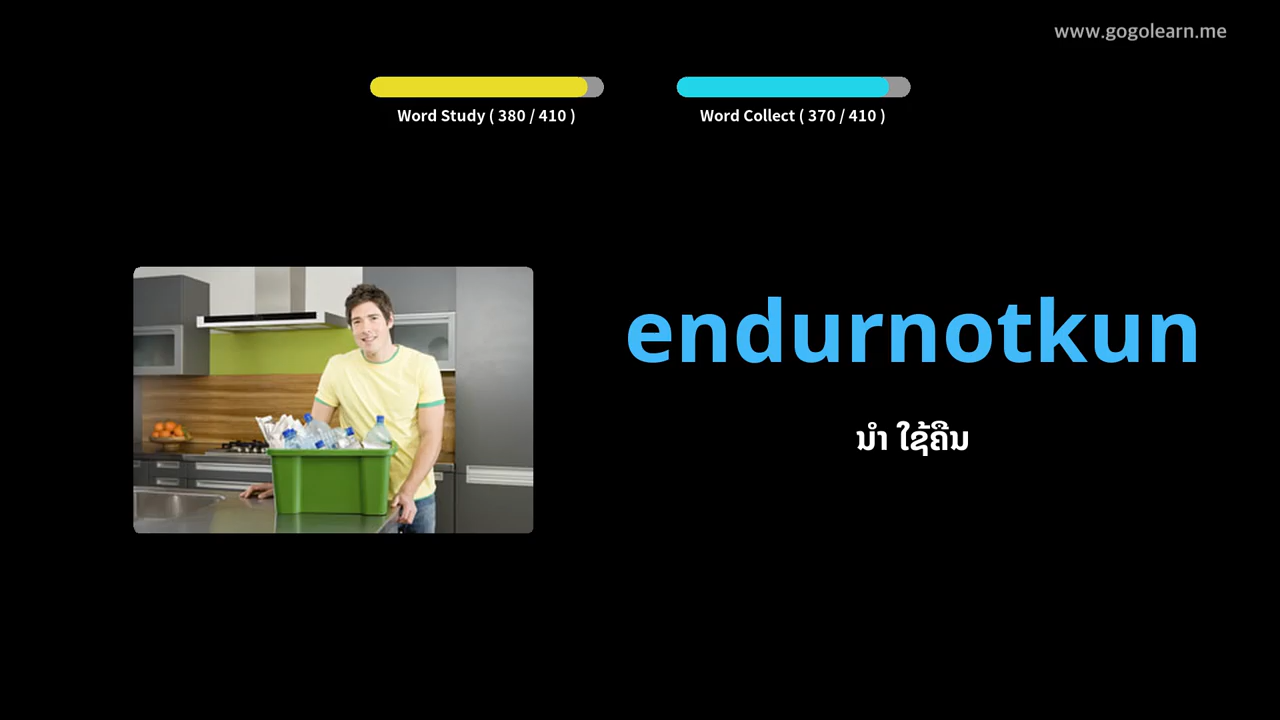 www.gogolearn.me
Word Study ( 380 / 410 )
Word Collect ( 370 / 410 )
endurnotkun
ນຳ ໃຊ້ຄືນ